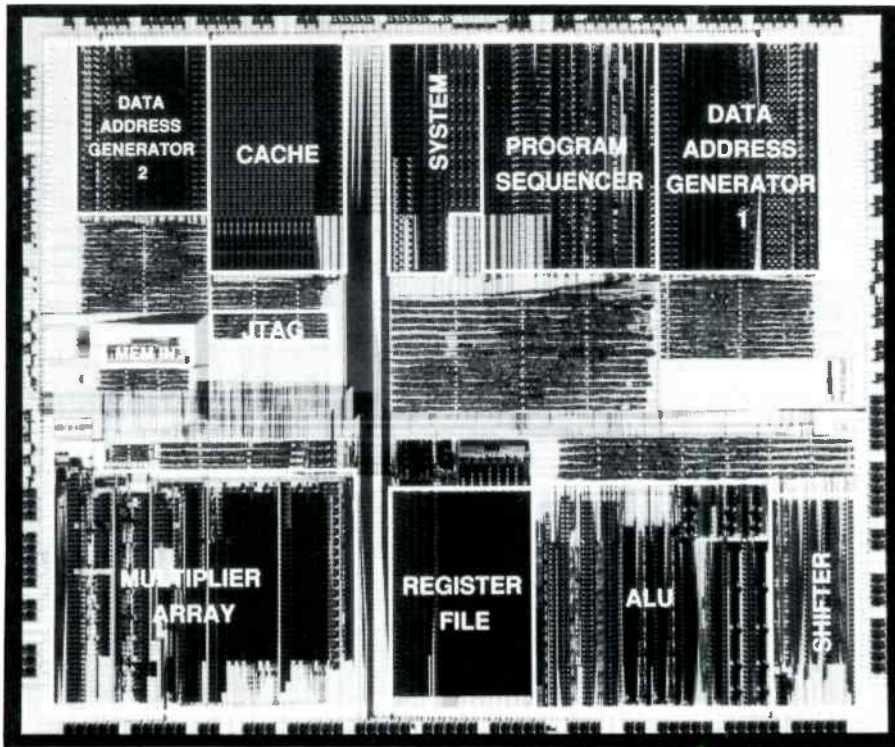 DATA
ADDRESS
GENERATOR
2
CACHE
SYSTEM
PROGRAM
SEQUENCER
DATA
ADDRESS
GENERATOR
1
MEM IN
JTAG
MULTIPLIER
ARRAY
REGISTER
FILE
ALU
SHIFTER